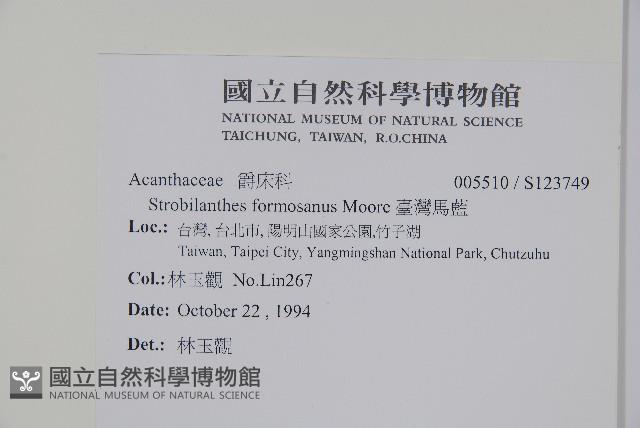 國立自然科學博物館
NATIONAL MUSEUM OF NATURAL SCIENCE
TAICHUNG, TAIWAN, R.O.CHINA
Acanthaceae 爵床科 005510 / S123749
Strobilanthes formosanus Moore 臺灣馬藍
Loc.: 台灣, 台北市, 陽明山國家公園, 竹子湖
Taiwan, Taipei City, Yangmingshan National Park, Chutzuhu
Col.: 林玉觀 No.Lin267
Date: October 22 , 1994
Det.: 林玉觀
國立自然科學博物館
NATIONAL MUSEUM OF NATURAL SCIENCE